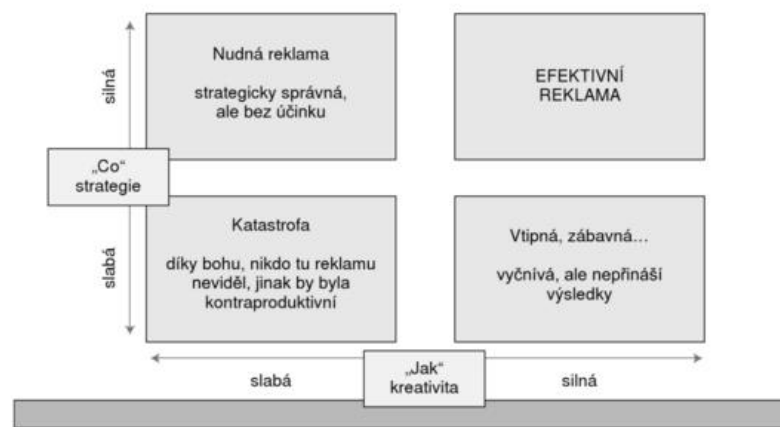 Nudná reklama
strategicky správná,
ale bez účinku
EFEKTIVNÍ
REKLAMA
silná
„Co“
strategie
slabá
Katastrofa
díky bohu, nikdo tu reklamu
neviděl, jinak by byla
kontraproduktivní
Vtipná, zábavná…
vyčnívá, ale nepřináší
výsledky
slabá
„Jak“
kreativita
silná